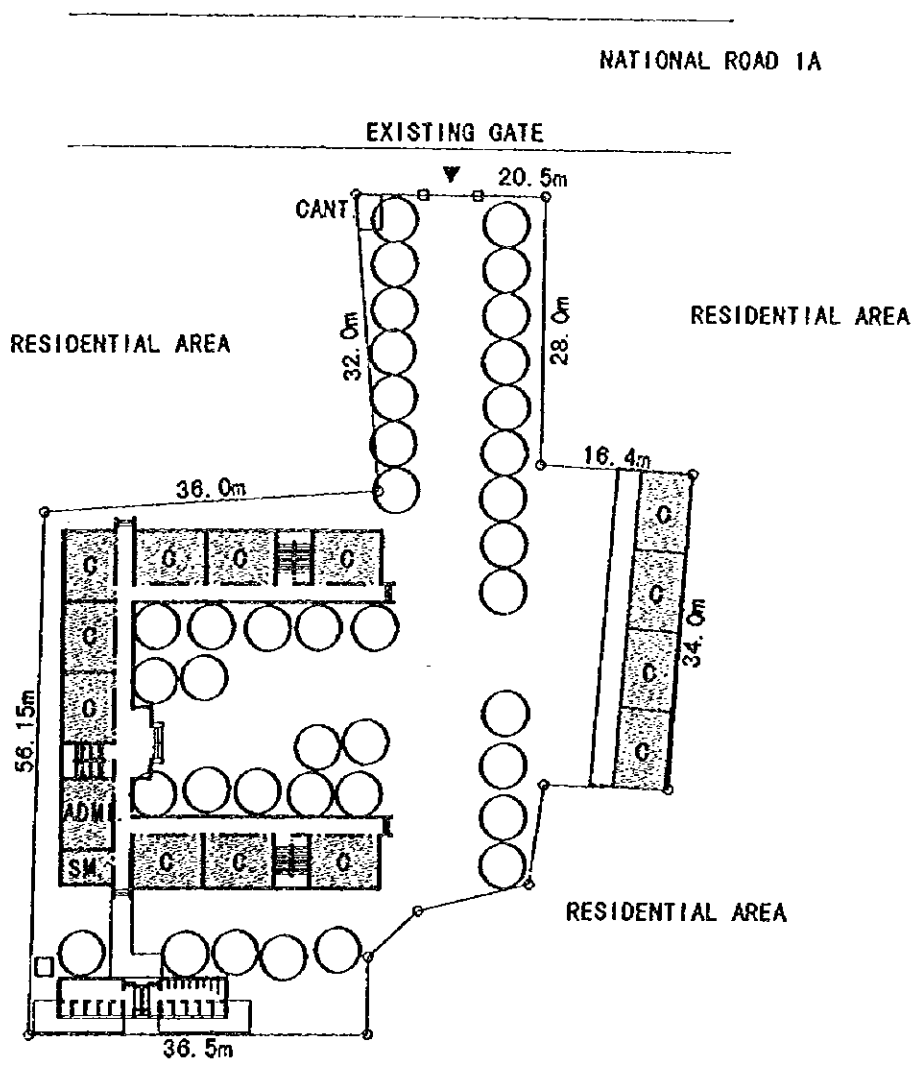 NATIONAL ROAD 1A
EXISTING GATE
20.5m
CANT.
32.0m
28.0m
RESIDENTIAL AREA
RESIDENTIAL AREA
16.4m
36.0m
C
C
C
C
C
C
C
34.0m
C
C
C
C
56.15m
ADMI.
SM.
C
C
C
RESIDENTIAL AREA
36.5m